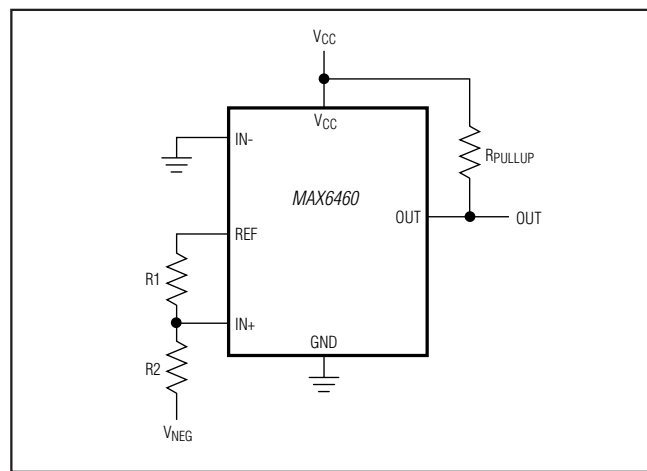 VCC
VCC
IN-
RPULLUP
MAX6460
OUT
OUT
REF
R1
IN+
GND
R2
VNEG